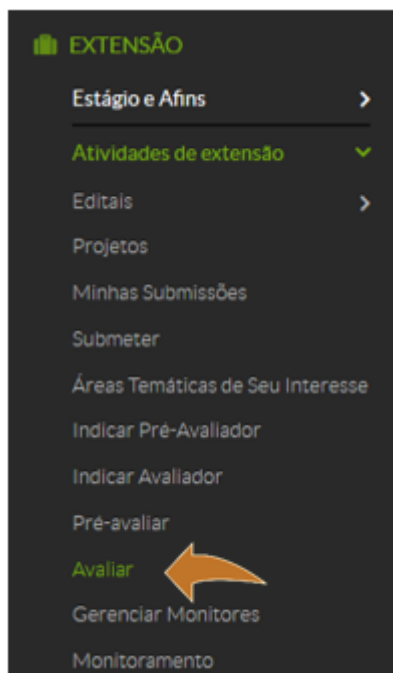 EXTENSÃO
Estágio e Afins
Atividades de extensão
Editais
Projetos
Minhas Submissões
Submeter
Áreas Temáticas de Seu Interesse
Indicar Pré-Avaliador
Indicar Avaliador
Pré-avaliar
Avaliar
Gerenciar Monitores
Monitoramento